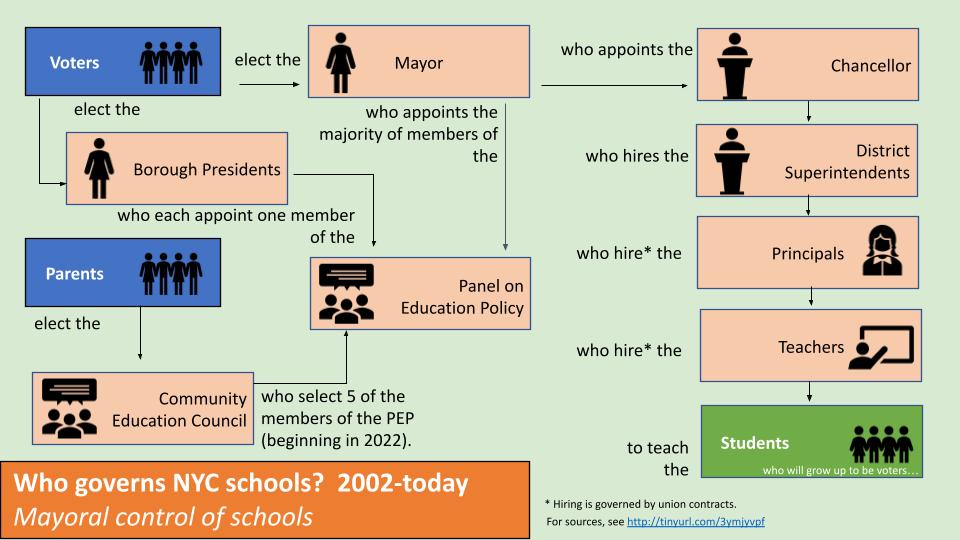 Voters
elect the
Mayor
who appoints the
Chancellor
elect the
who appoints the
majority of members of
the
Borough Presidents
who hires the
District
Superintendents
who each appoint one member
of the
Parents
who hire* the
Principals
Panel on
Education Policy
elect the
who hire* the
Teachers
Community
Education Council
who select 5 of the
members of the PEP
(beginning in 2022).
to teach
the
Students
who will grow up to be voters…
Who governs NYC schools?  2002-today
Mayoral control of schools
* Hiring is governed by union contracts.
For sources, see http://tinyurl.com/3ymjyvpf